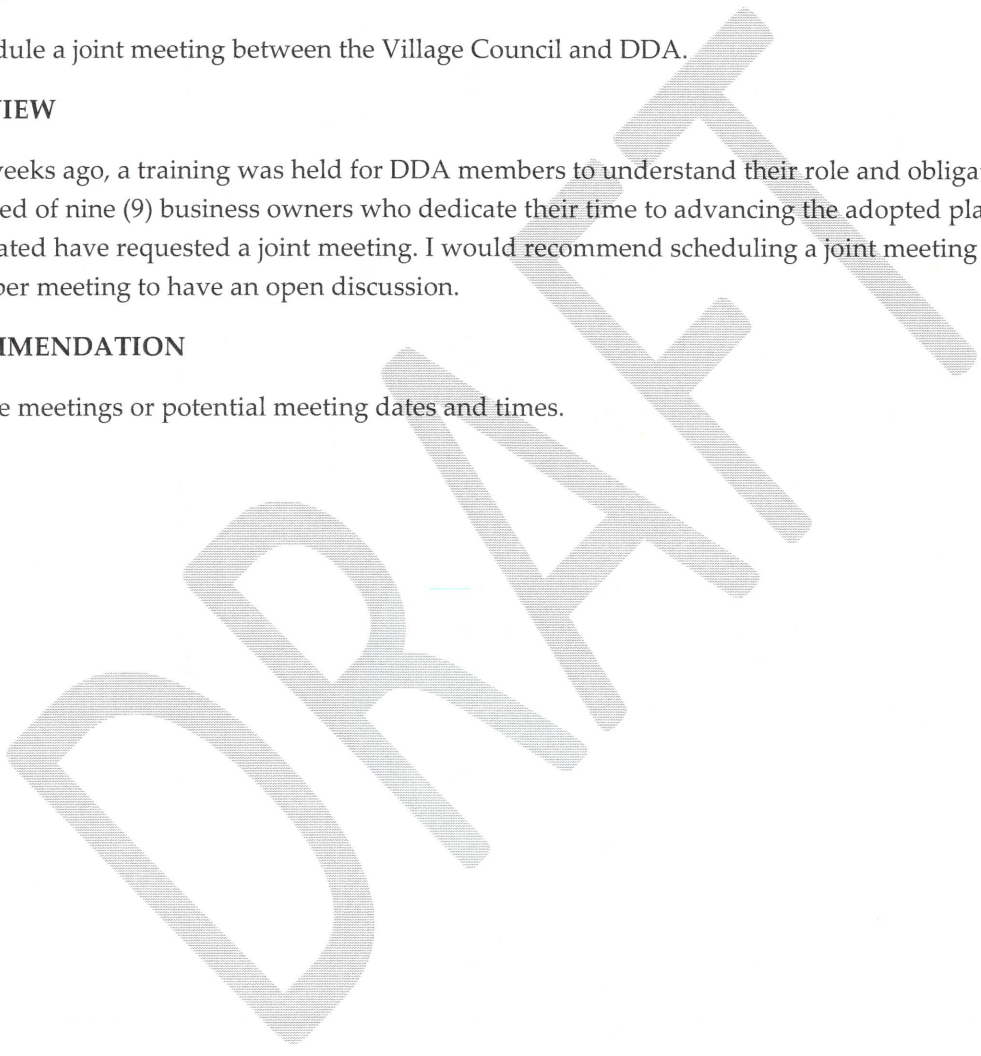 dule a joint meeting between the Village Council and DDA.
VIEW
weeks ago, a training was held for DDA members to understand their role and obliga
ed of nine (9) business owners who dedicate their time to advancing the adopted pla
ated have requested a joint meeting. I would recommend scheduling a joint meeting
ber meeting to have an open discussion.
MMENDATION
e meetings or potential meeting dates and times.
DRAFT